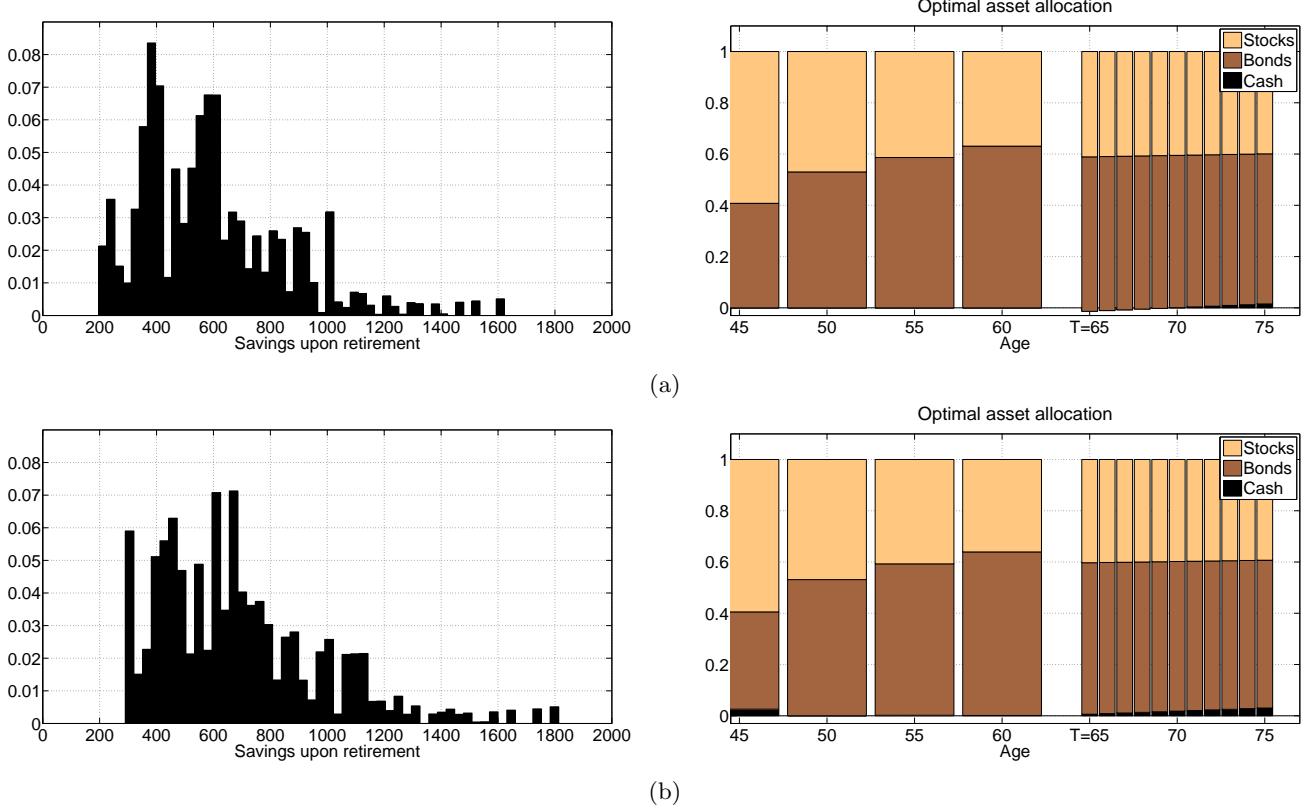 Optimal asset allocation
0.08
0.07
0.06
0.05
0.04
0.03
0.02
0.01
0
0 200 400 600 800 1000 1200 1400 1600 1800 2000
Savings upon retirement
1
0.8
0.6
0.4
0.2
0
Stocks
Bonds
Cash
45 50 55 60 T=65 70 75
Age
(a)
Optimal asset allocation
0.08
0.07
0.06
0.05
0.04
0.03
0.02
0.01
0
0 200 400 600 800 1000 1200 1400 1600 1800 2000
Savings upon retirement
1
0.8
0.6
0.4
0.2
0
Stocks
Bonds
Cash
45 50 55 60 T=65 70 75
Age
(b)